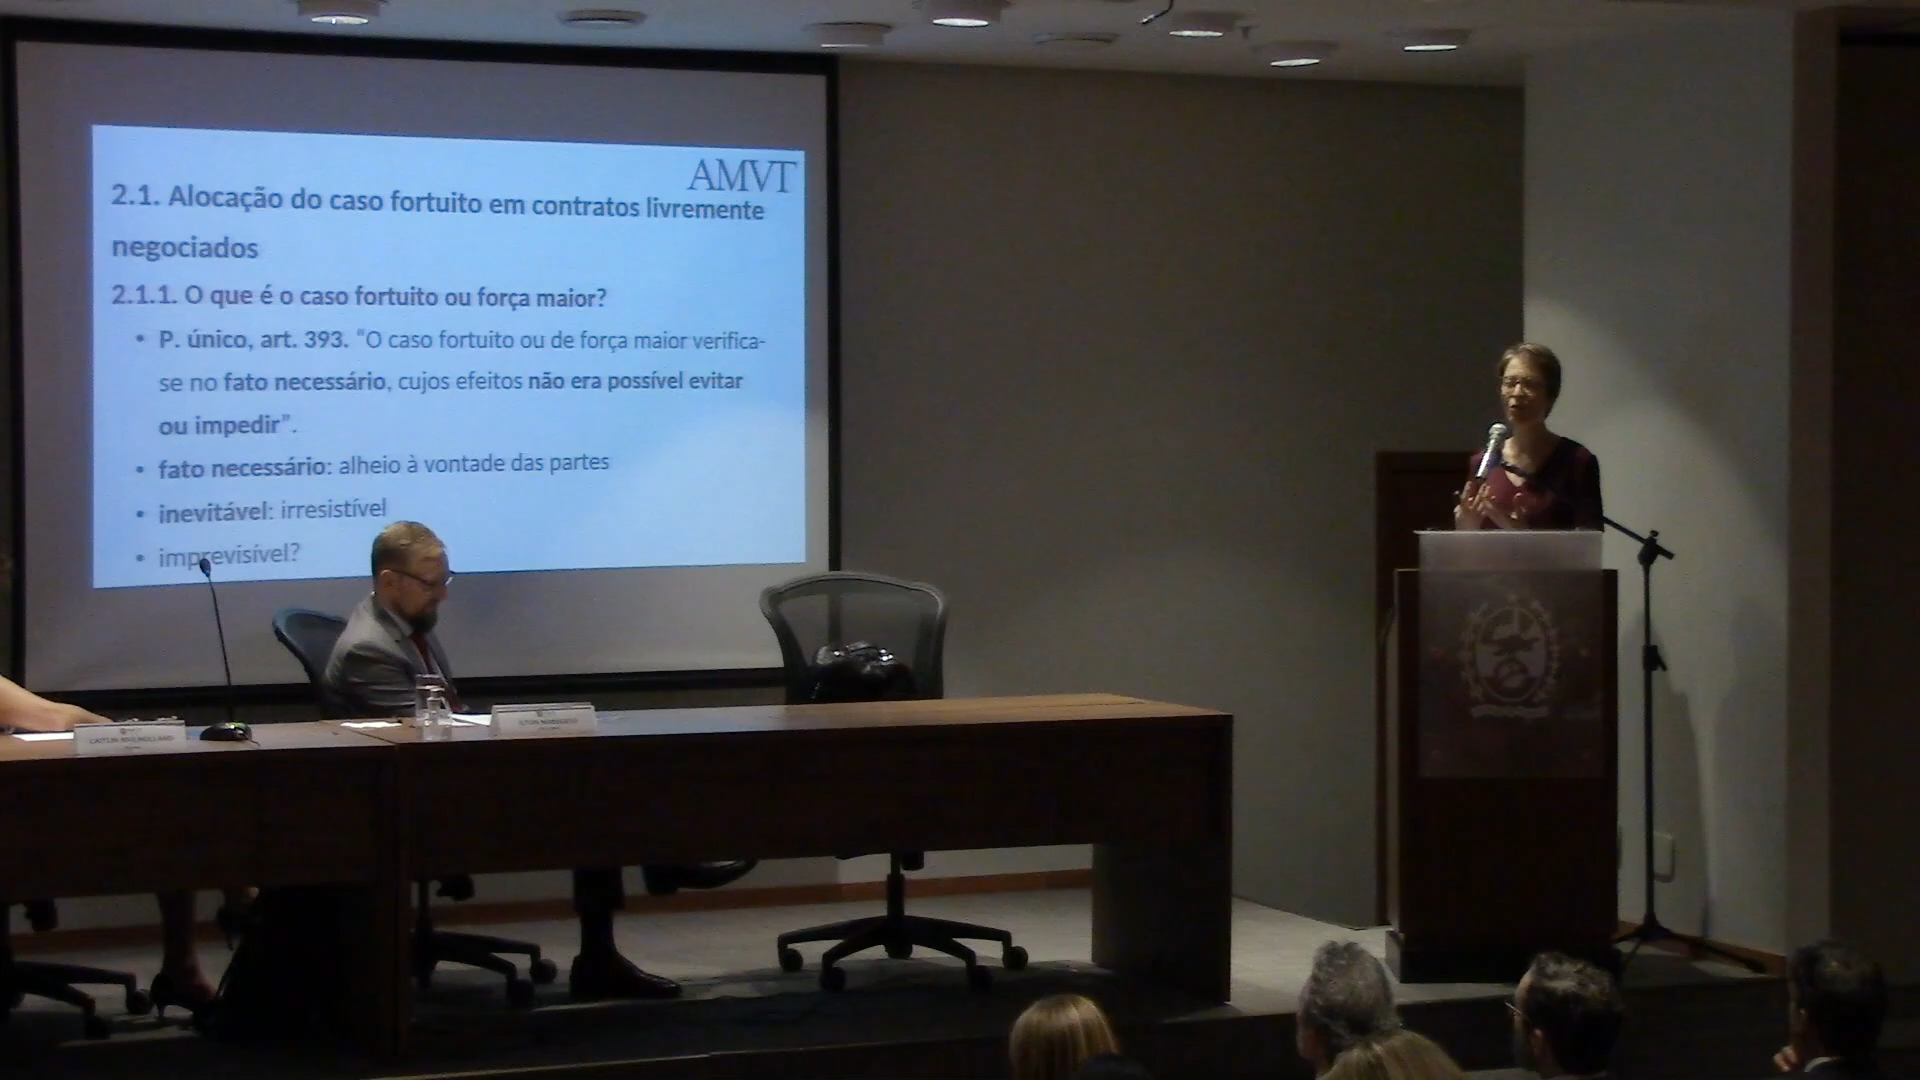 AMVT
2.1. Alocação do caso fortuito em contratos livremente
negociados
2.1.1. O que é o caso fortuito ou força maior?
• P. único, art. 393. “O caso fortuito ou de força maior verifica-
se no fato necessário, cujos efeitos não era possível evitar
ou impedir”.
• fato necessário: alheio à vontade das partes
• inevitável: irresistível
• imprevisível?
CAITLIN MULHOLLAND